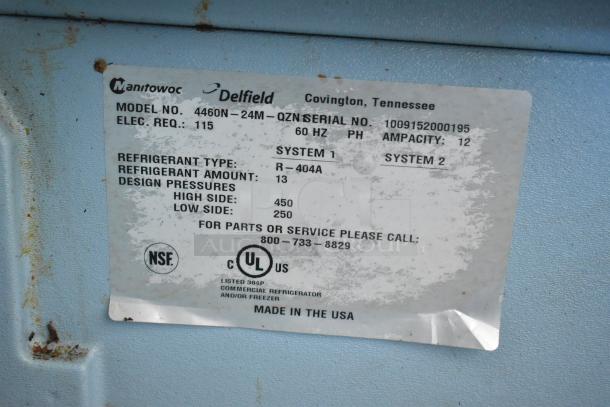 Manitowoc Delfield Covington, Tennessee
MODEL NO. 4460N-24M-QZN SERIAL NO. 1009152000195
ELEC. REQ.: 115 60 HZ PH AMPACITY: 12
SYSTEM 1 SYSTEM 2
REFRIGERANT TYPE: R-404A
REFRIGERANT AMOUNT: 13
DESIGN PRESSURES
HIGH SIDE: 450
LOW SIDE: 250
FOR PARTS OR SERVICE PLEASE CALL:
800-733-8829
NSF.
C UL US
LISTED
COMMERCIAL REFRIGERATOR
AND/OR FREEZER
MADE IN THE USA